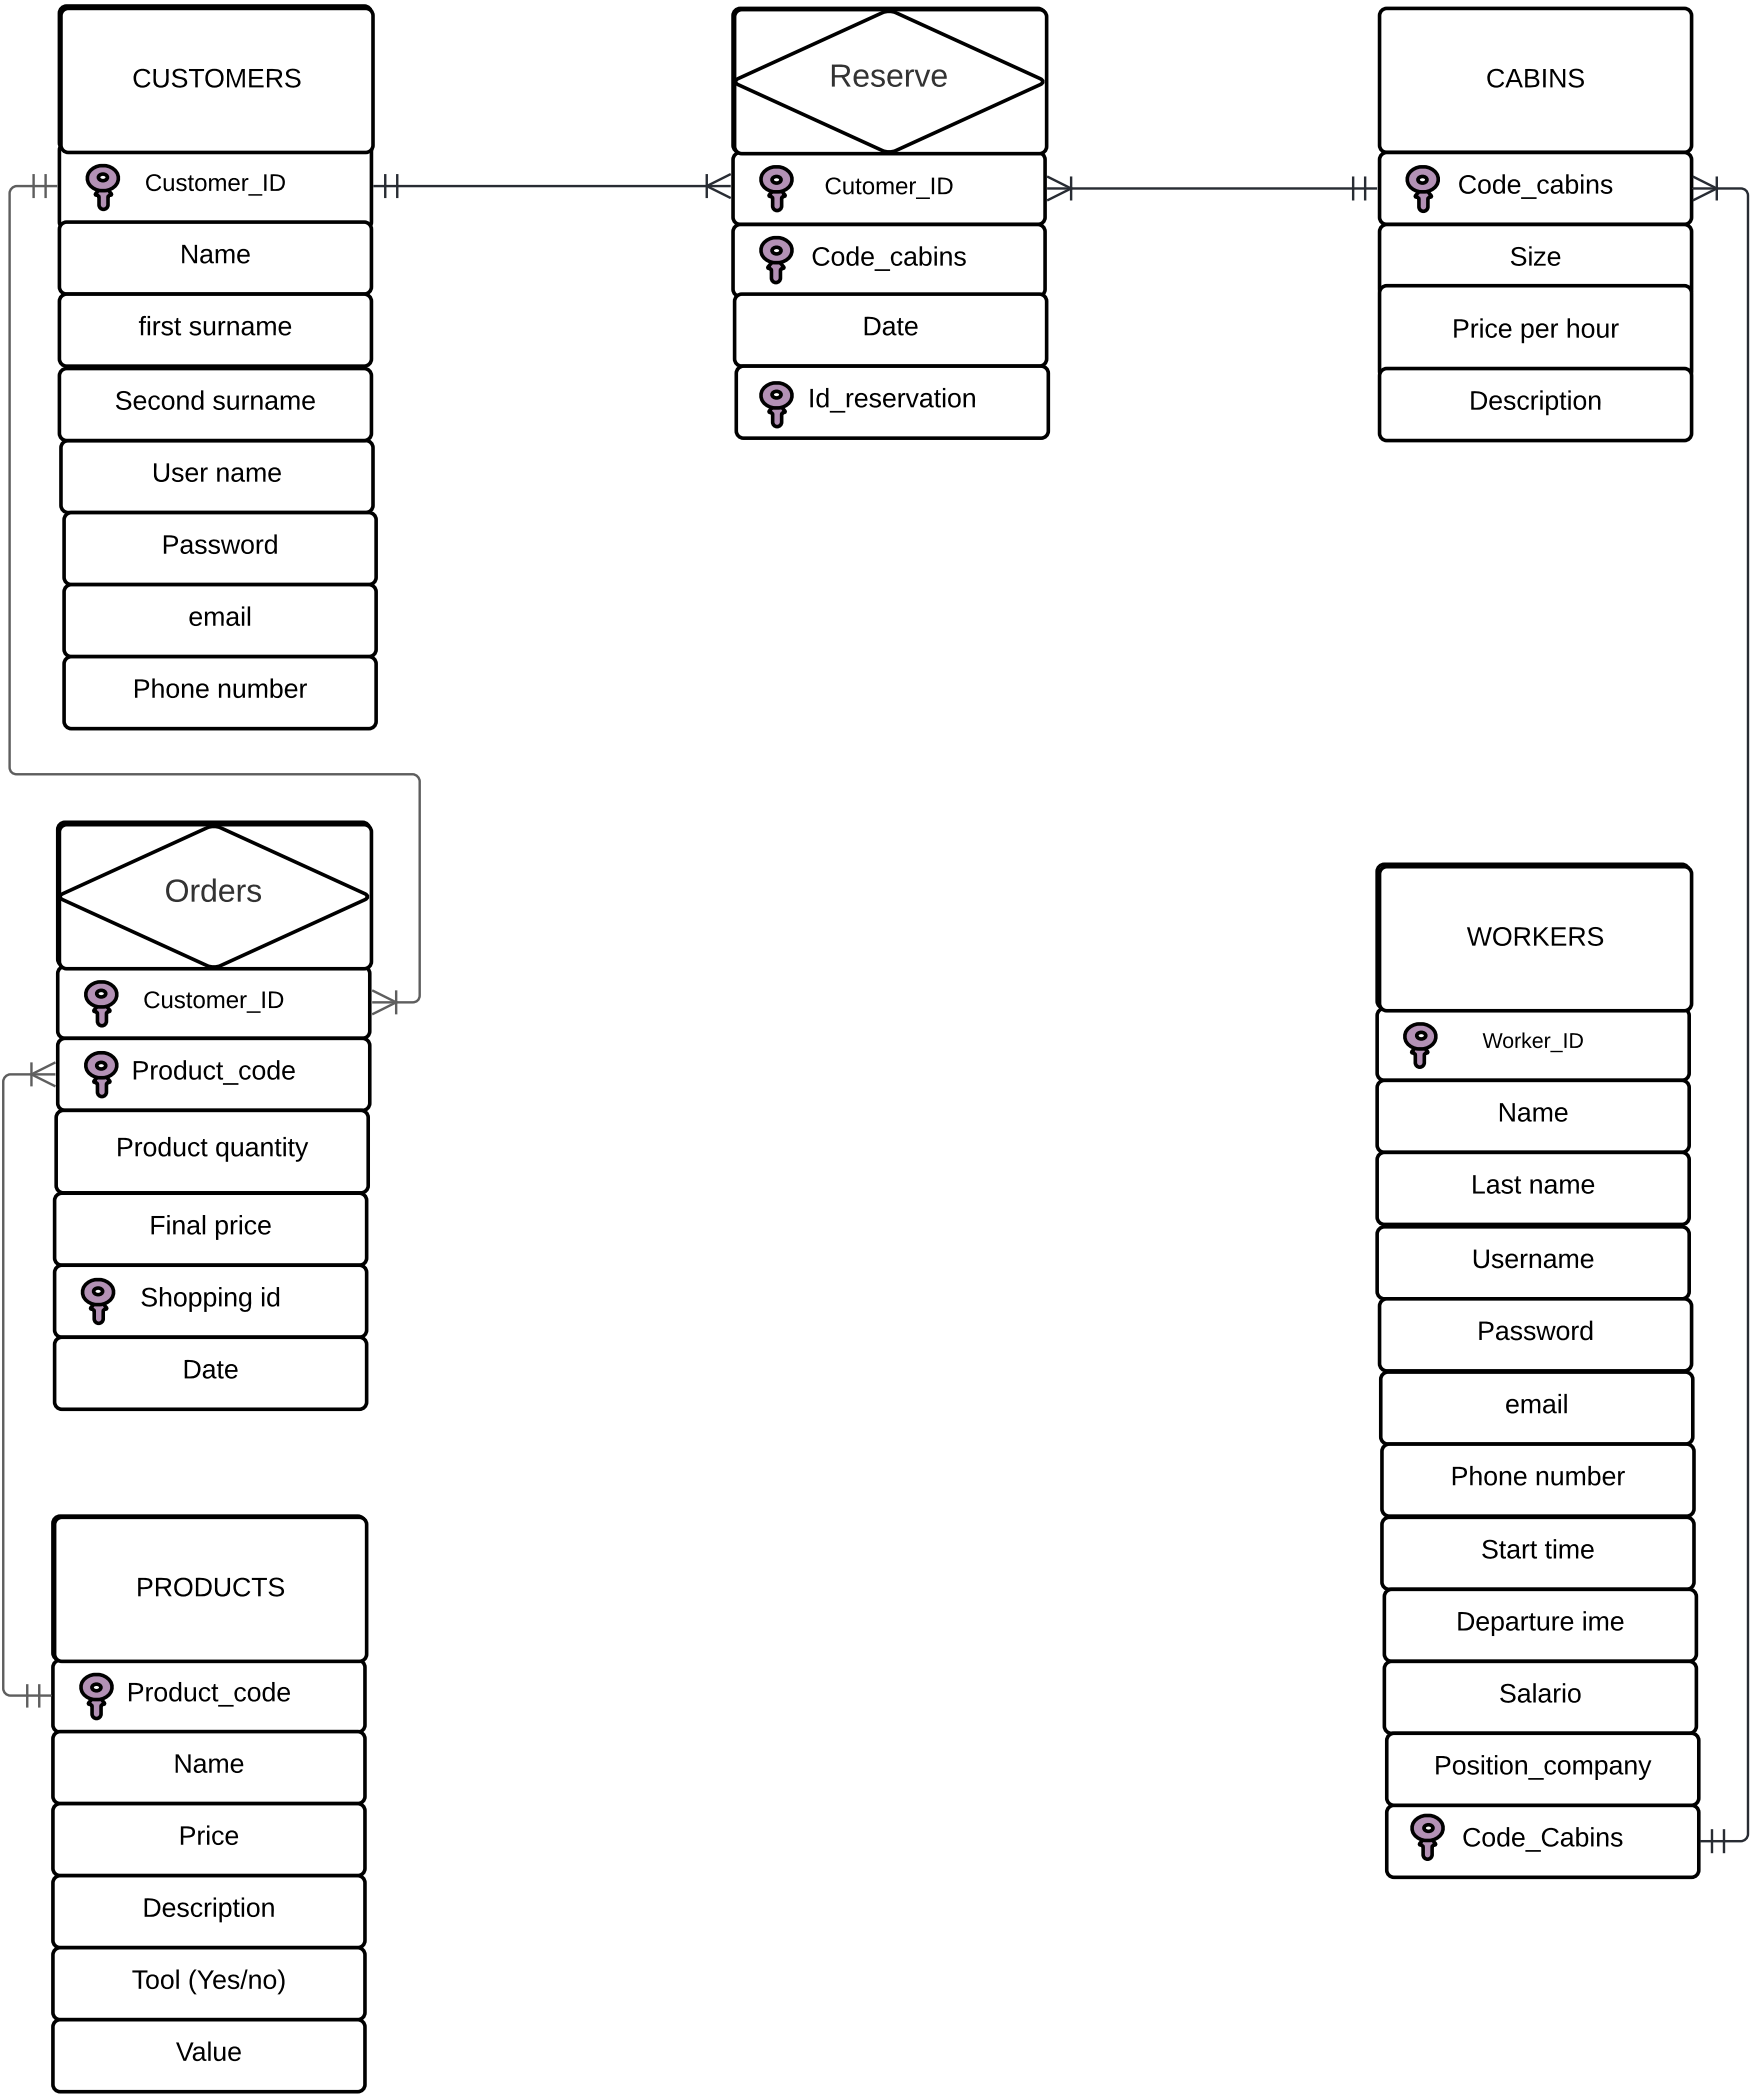 CUSTOMERS
Customer_ID
Name
first surname
Second surname
User name
Password
email
Phone number
Reserve
Cutomer_ID
Code_cabins
Date
Id_reservation
CABINS
Code_cabins
Size
Price per hour
Description
Orders
Customer_ID
Product_code
Product quantity
Final price
Shopping id
Date
WORKERS
Worker_ID
Name
Last name
Username
Password
email
Phone number
Start time
Departure ime
Salario
Position_company
Code_Cabins
PRODUCTS
Product_code
Name
Price
Description
Tool (Yes/no)
Value